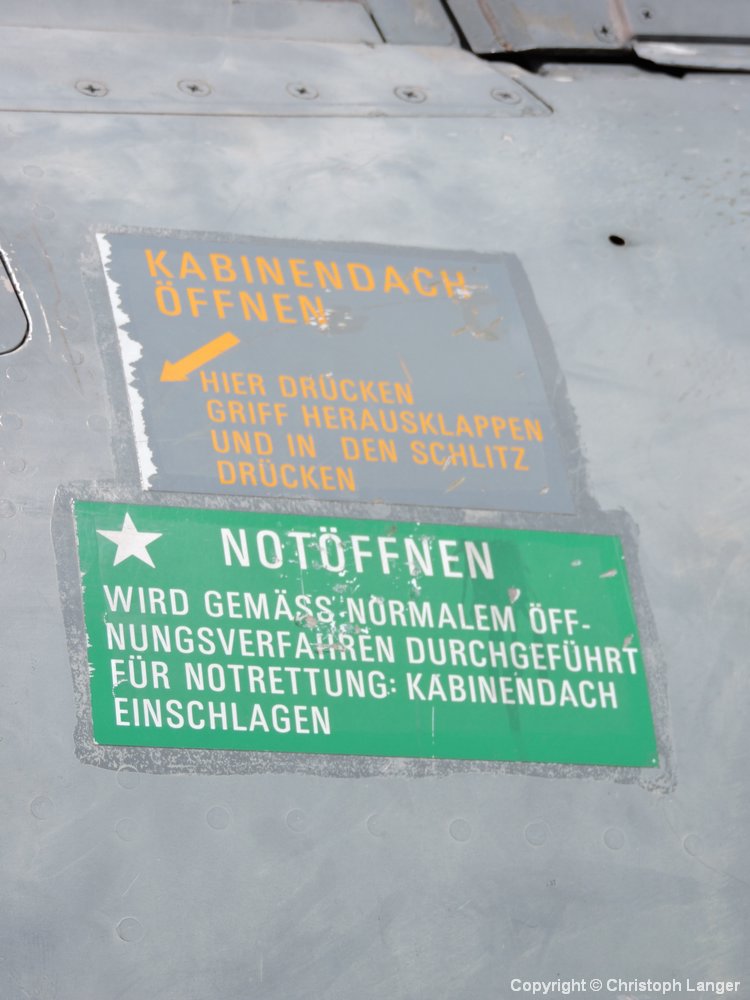 KABINENDACH
ÖFFNEN
HIER DRÜCKEN
GRIFF HERAUSKLAPPEN
UND IN DEN SCHLITZ
DRÜCKEN
NOTÖFFNEN
WIRD GEMÄSS NORMALEM ÖFF-
NUNGSVERFAHREN DURCHGEFÜHRT
FÜR NOTRETTUNG: KABINENDACH
EINSCHLAGEN
Copyright © Christoph Langer